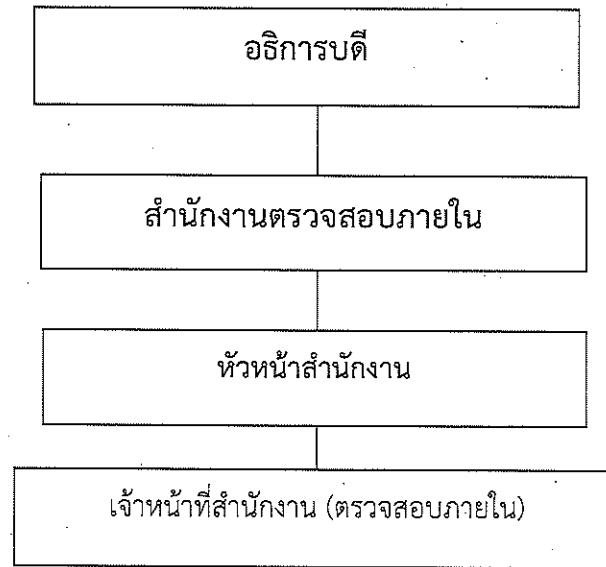 อธิการบดี
สำนักงานตรวจสอบภายใน
หัวหน้าสำนักงาน
เจ้าหน้าที่สำนักงาน (ตรวจสอบภายใน)